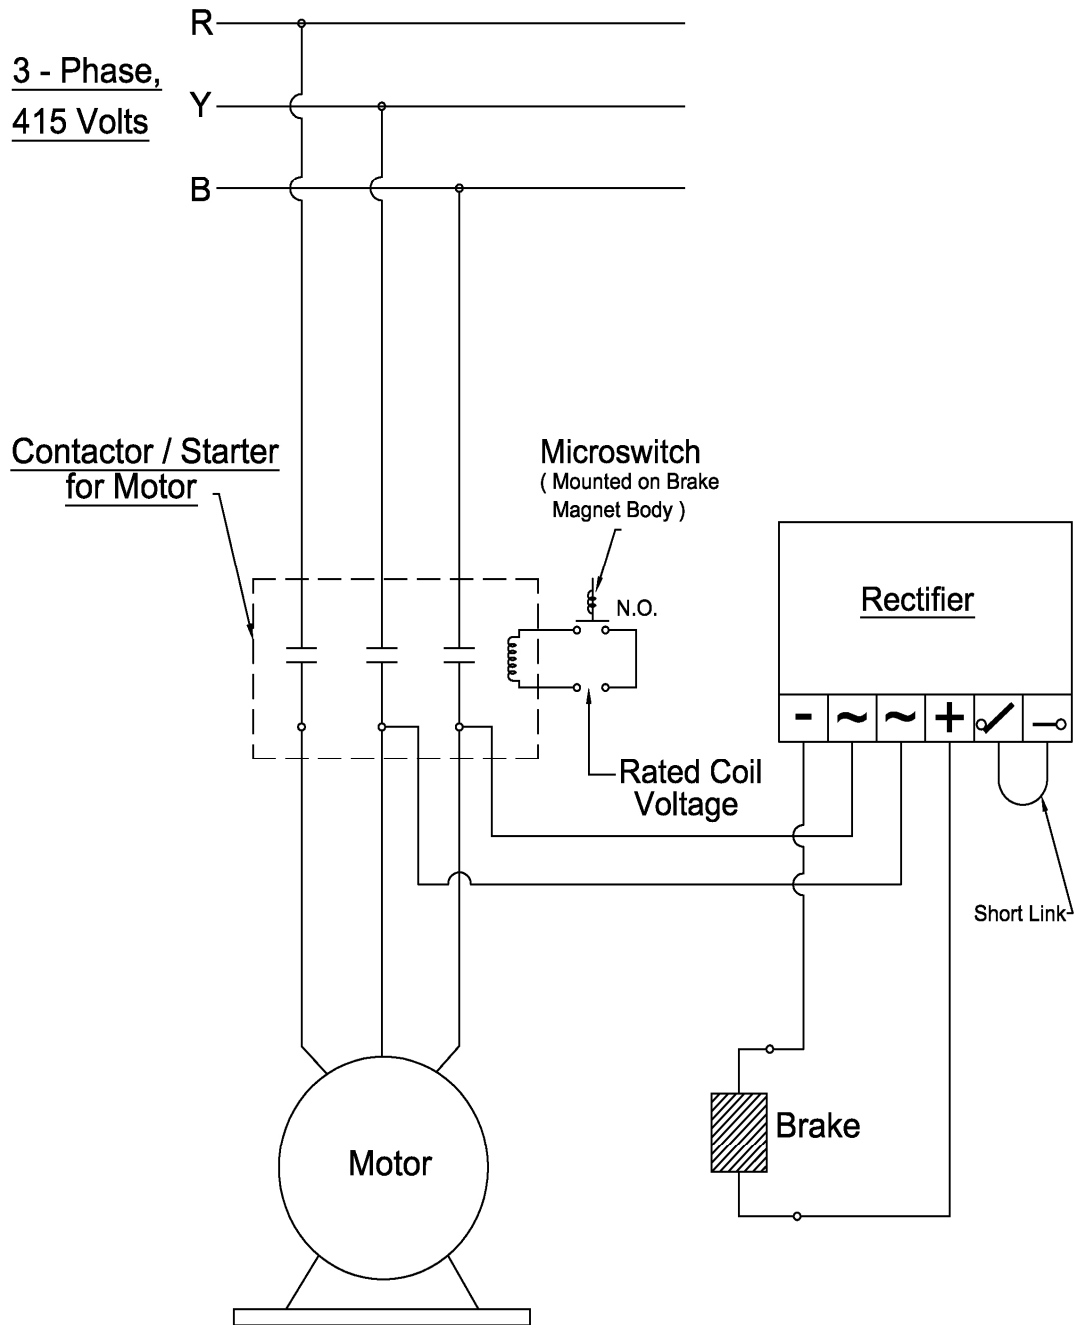 R
3 - Phase,
Y
415 Volts
B
Contactor / Starter
for Motor
Microswitch
( Mounted on Brake
Magnet Body )
N.O.
Rectifier
- ~ ~ +
Rated Coil
Voltage
Short Link
Brake
Motor